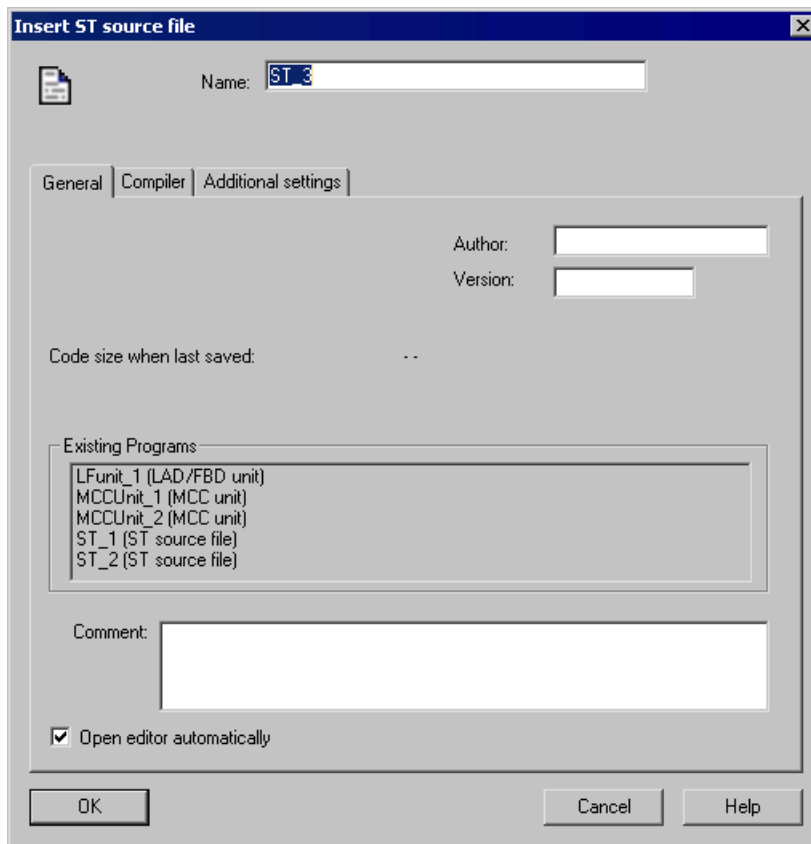 Insert ST source file
Name: ST_3
General Compiler Additional settings
Author:
Version:
Code size when last saved: - -
Existing Programs
LFunit_1 (LAD/FBD unit)
MCCUnit_1 (MCC unit)
MCCUnit_2 (MCC unit)
ST_1 (ST source file)
ST_2 (ST source file)
Comment:
Open editor automatically
OK Cancel Help